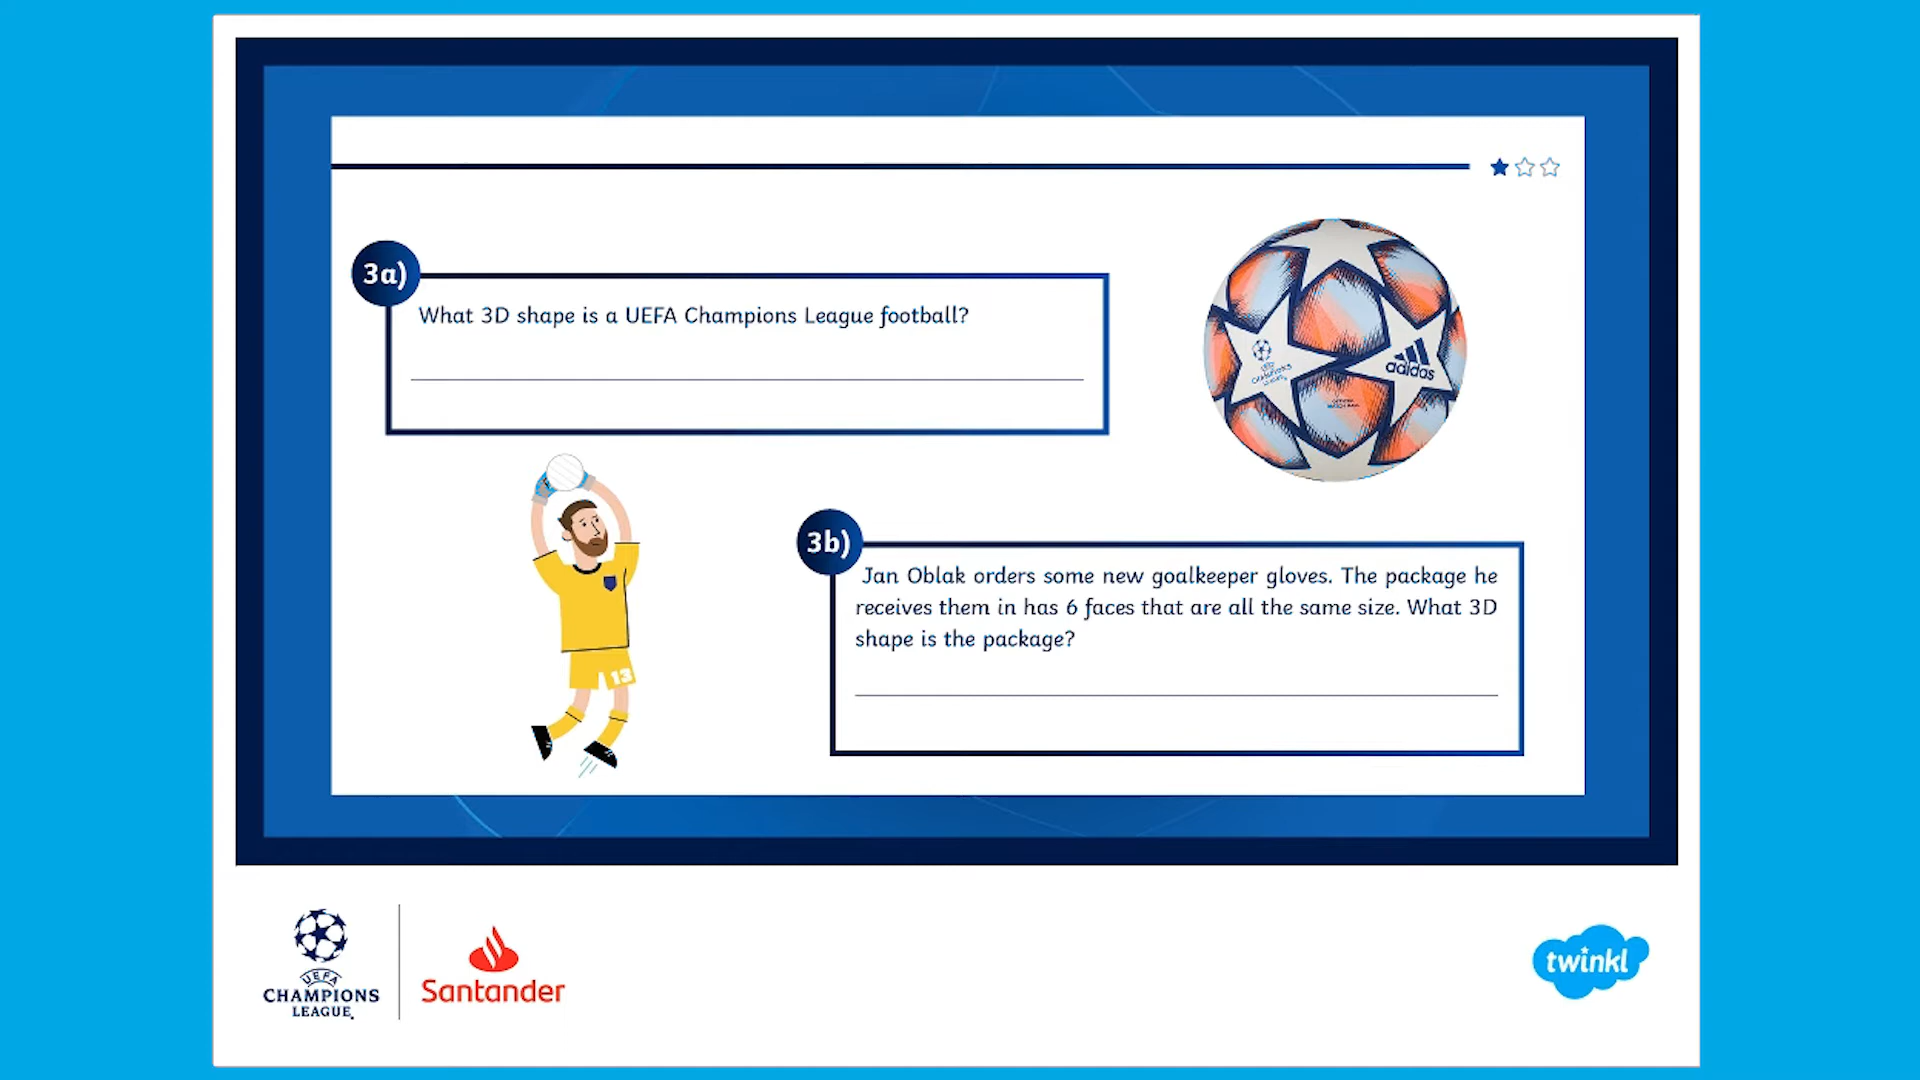 3a)
What 3D shape is a UEFA Champions League football?
adidas
3b)
Jan Oblak orders some new goalkeeper gloves. The package he
receives them in has 6 faces that are all the same size. What 3D
shape is the package?
13
UEFA
CHAMPIONS
LEAGUE.
Santander
twinkl